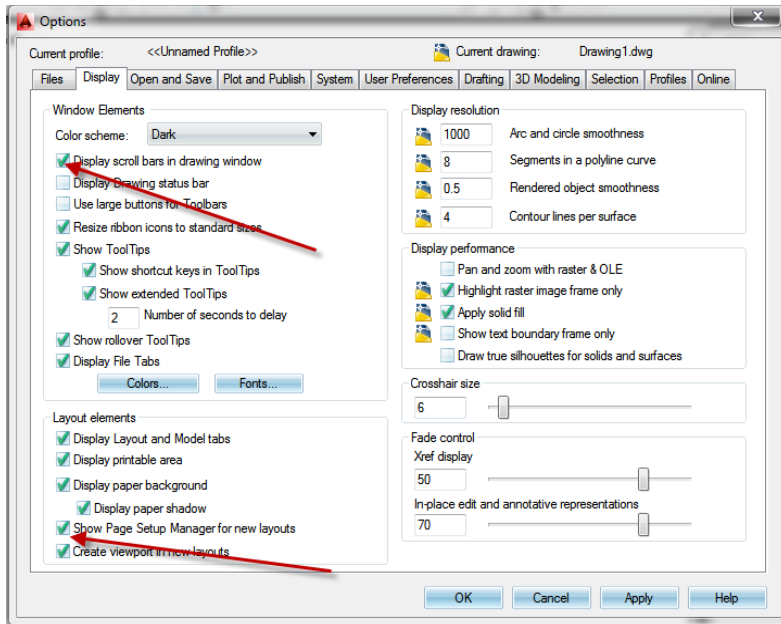 Options
Current profile: <<Unnamed Profile>> Current drawing: Drawing1.dwg
Files Display Open and Save Plot and Publish System User Preferences Drafting 3D Modeling Selection Profiles Online
Window Elements
Color scheme: Dark
Display scroll bars in drawing window
Display Drawing status bar
Use large buttons for Toolbars
Resize ribbon icons to standard sizes
Show ToolTips
Show shortcut keys in ToolTips
Show extended ToolTips
2 Number of seconds to delay
Show rollover ToolTips
Display File Tabs
Colors... Fonts...
Layout elements
Display Layout and Model tabs
Display printable area
Display paper background
Display paper shadow
Show Page Setup Manager for new layouts
Create viewport in new layouts
Display resolution
1000 Arc and circle smoothness
8 Segments in a polyline curve
0.5 Rendered object smoothness
4 Contour lines per surface
Display performance
Pan and zoom with raster & OLE
Highlight raster image frame only
Apply solid fill
Show text boundary frame only
Draw true silhouettes for solids and surfaces
Crosshair size
6
Fade control
Xref display
50
In-place edit and annotative representations
70
OK Cancel Apply Help